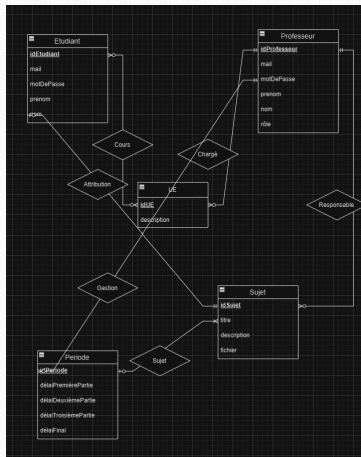 Etudiant
idEtudiant
mail
motDePasse
prenom
nom
Professeur
idProfesseur
mail
motDePasse
prenom
nom
rôle
Cours
Chargé
Attribution
UE
idUE
description
Responsable
Gestion
Sujet
idSujet
titre
description
fichier
Periode
idPeriode
délaiPremièrePartie
délaiDeuxièmePartie
délaiTroisièmePartie
délaiFinal
Sujet